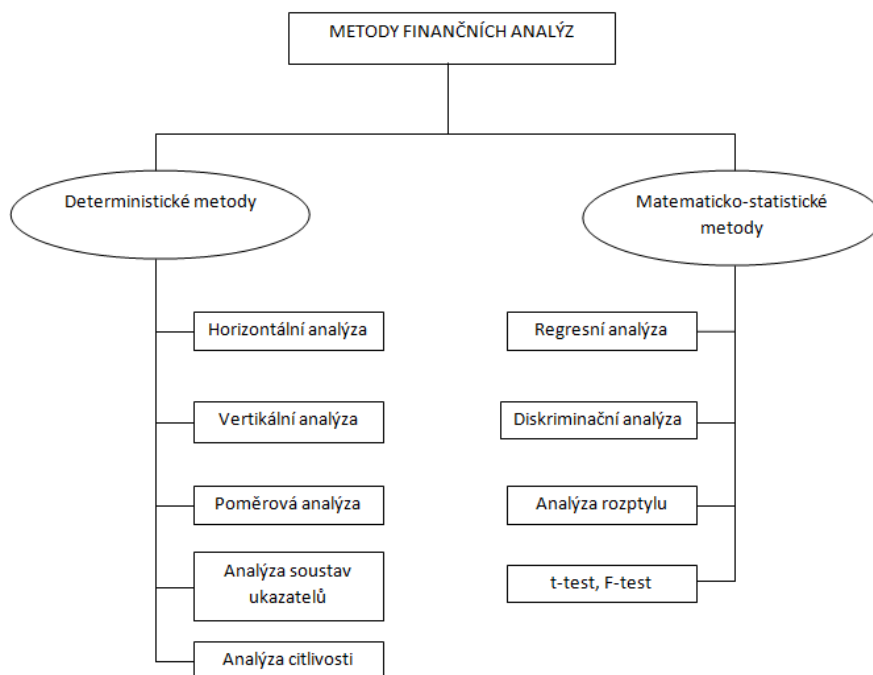 METODY FINANČNÍCH ANALÝZ
Deterministické metody
Matematicko-statistické
metody
Horizontální analýza
Vertikální analýza
Poměrová analýza
Analýza soustav
ukazatelů
Analýza citlivosti
Regresní analýza
Diskriminační analýza
Analýza rozptylu
t-test, F-test